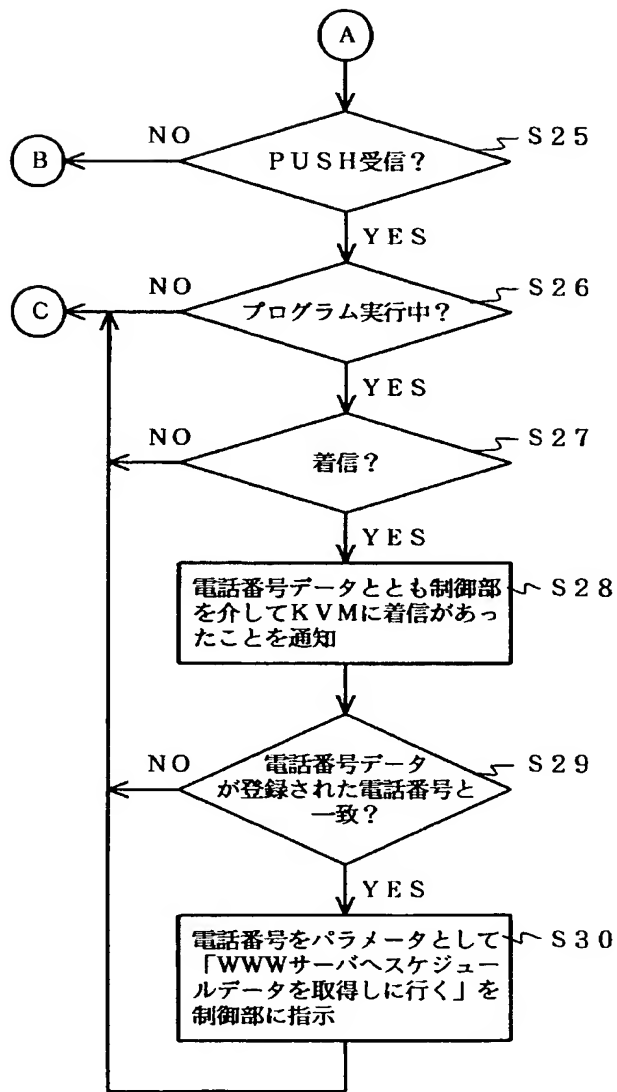 A
NO
PUSH受信？
S25
B
YES
NO
プログラム実行中？
S26
C
YES
NO
着信？
S27
YES
電話番号データととも制御部
を介してKVMに着信があっ
たことを通知
S28
NO
電話番号データ
が登録された電話番号と
一致？
S29
YES
電話番号をパラメータとして
「WWWサーバへスケジュー
ルデータを取得しに行く」を
制御部に指示
S30